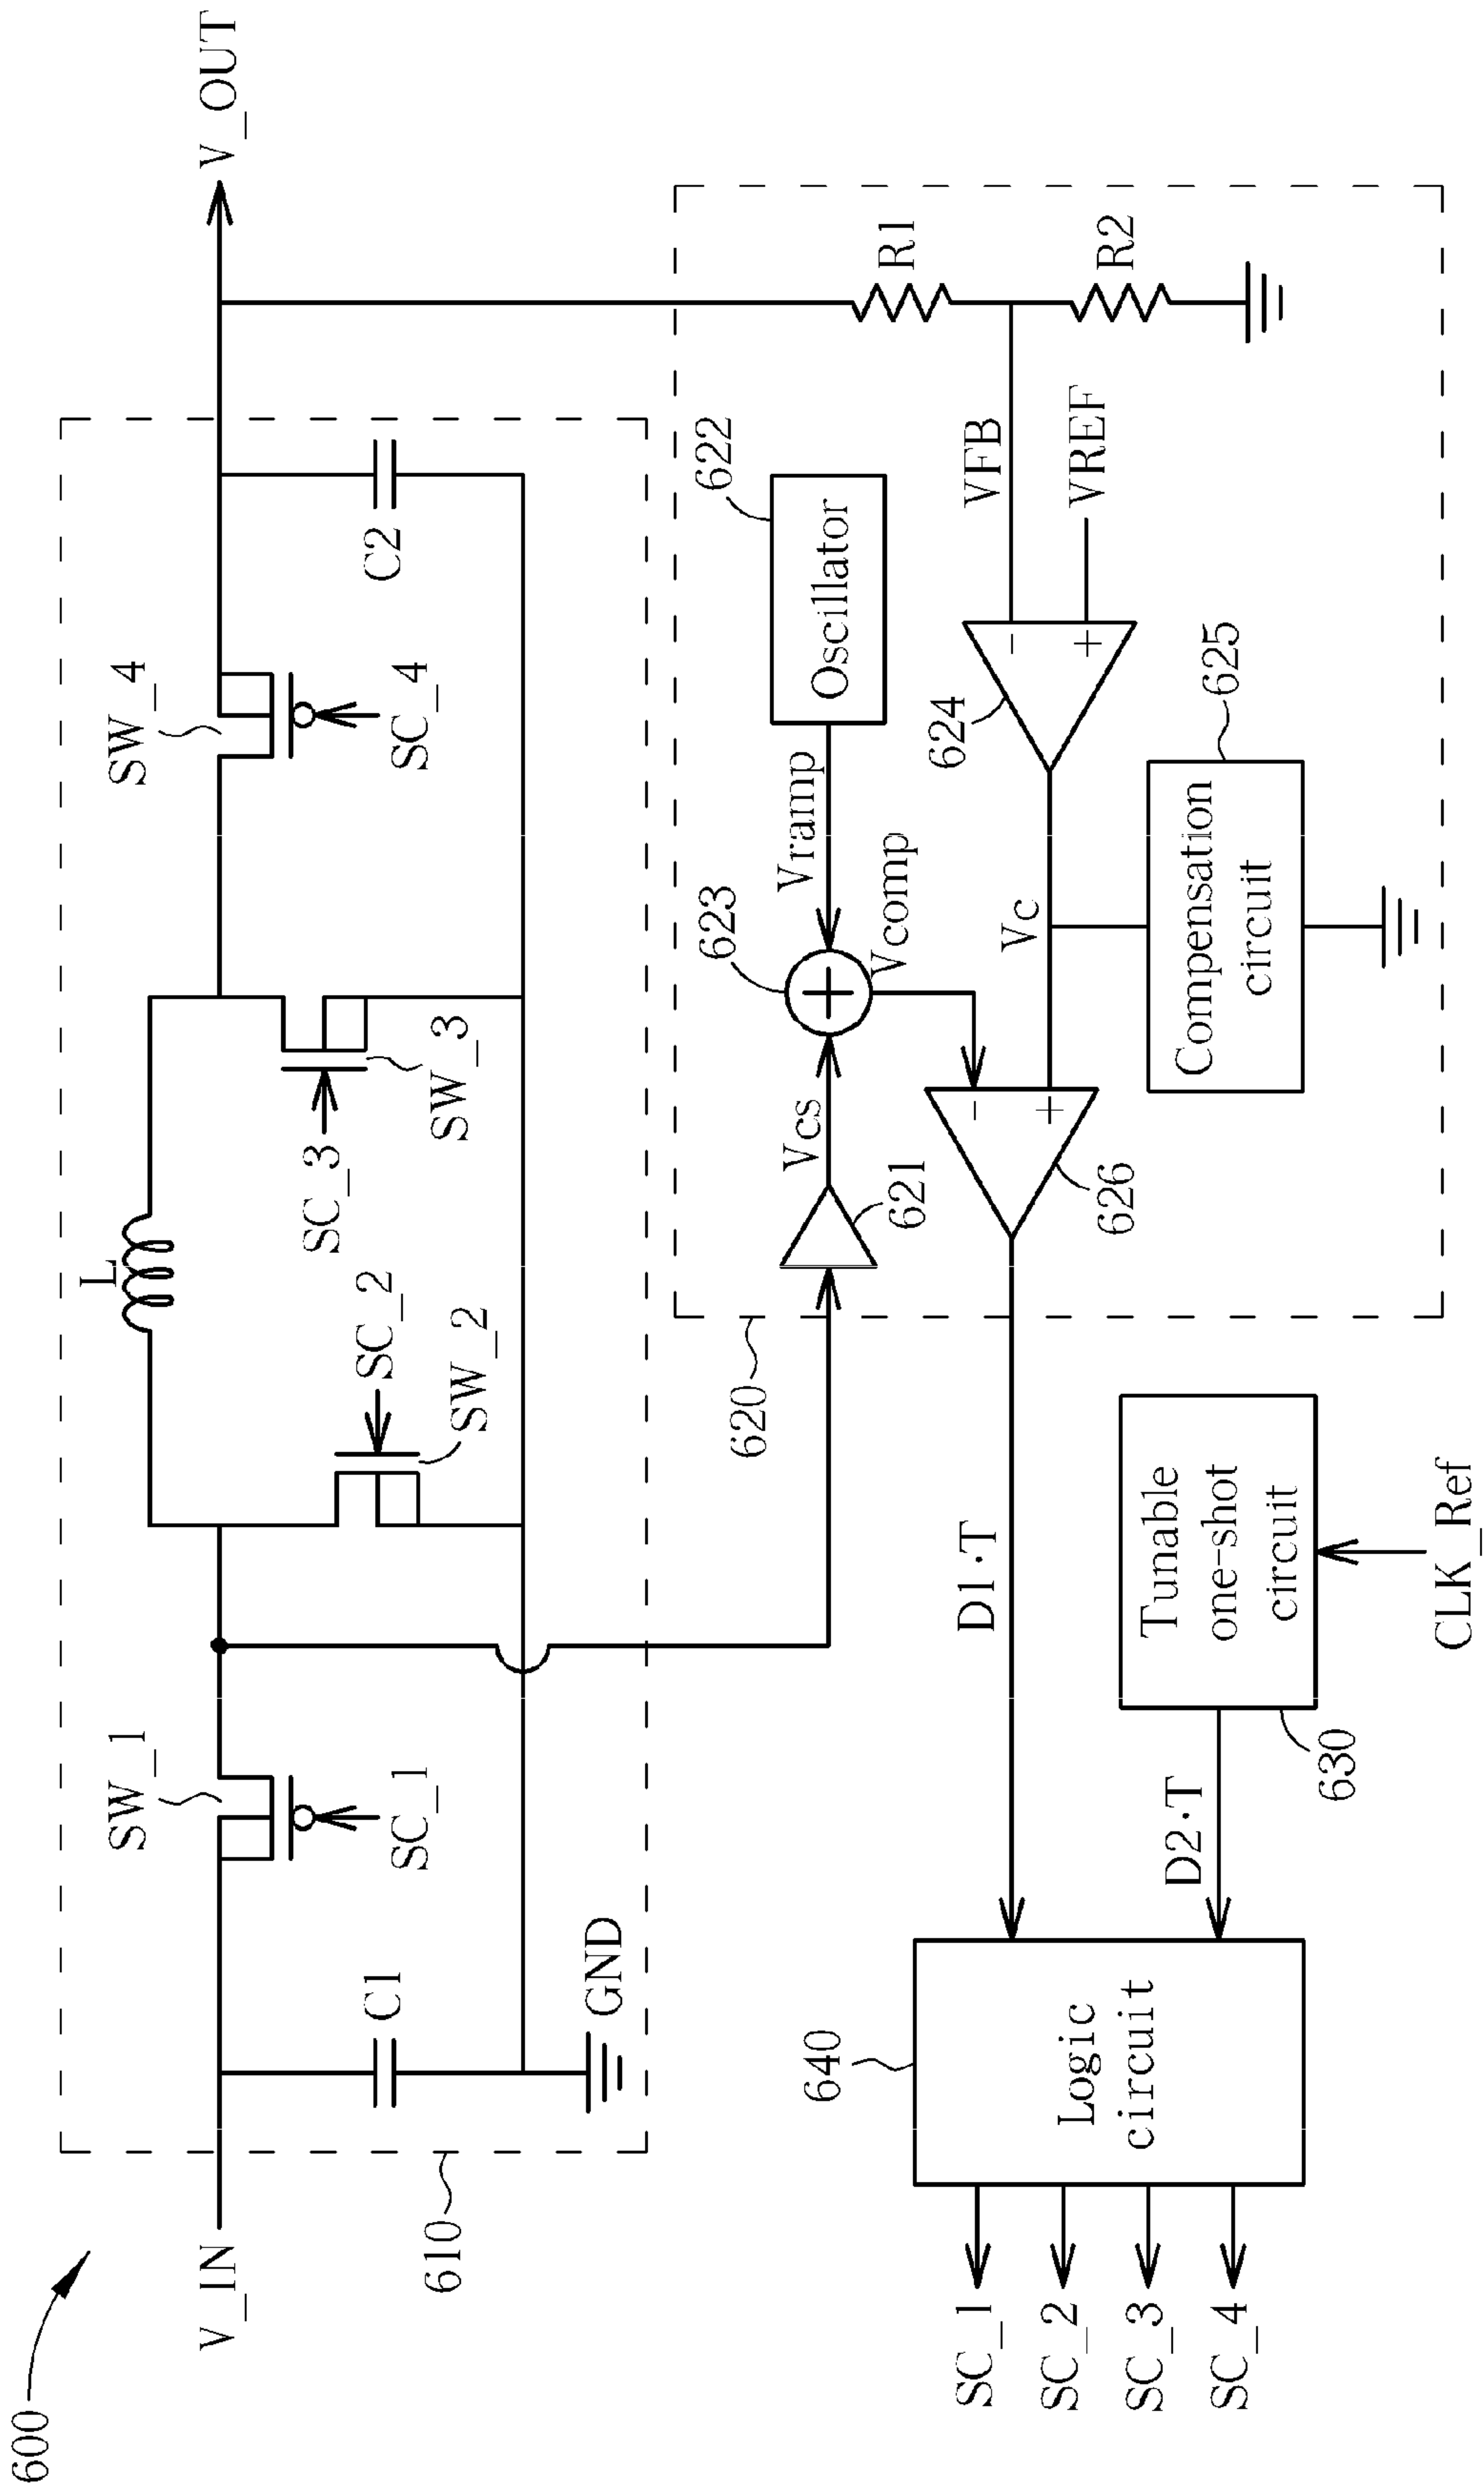 600
V_IN
V_OUT
610
SW_1
SC_1
C1
GND
L
SC_2
SW_2
SC_3
SW_3
SW_4
SC_4
C2
620
621
Vcs
623
Vramp
622
Oscillator
Vcomp
626
Vc
624
VFB
VREF
R1
R2
Compensation
circuit
625
D1·T
D2·T
Tunable
one-shot
circuit
630
CLK_Ref
640
Logic
circuit
SC_1
SC_2
SC_3
SC_4
-
+
-
+
+